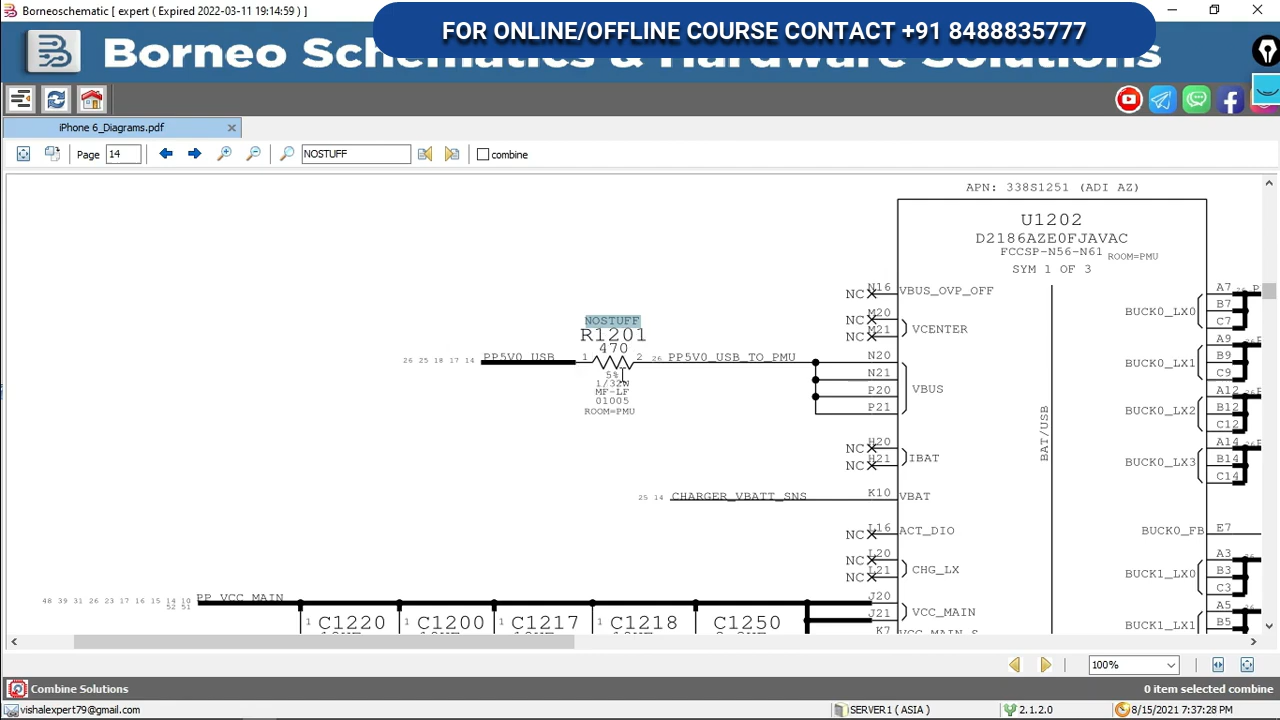 Borneoschematic [ expert ( Expired 2022-03-11 19:14:59 ) ]
FOR ONLINE/OFFLINE COURSE CONTACT +91 8488835777
Borneo Schematics & Hardware Solutions
iPhone 6_Diagrams.pdf
Page 14 NOSTUFF combine
APN: 338S1251 (ADI AZ)
U1202
D2186AZE0FJAVAC
FCCSP-N56-N61
ROOM=PMU
SYM 1 OF 3
NC N16 VBUS_OVP_OFF
NC M20
NC M21 VCENTER
NOSTUFF
R1201
470
26 25 18 17 14 PP5V0_USB 1 2 26 PP5V0_USB_TO_PMU
5%
1/32W
MF-LF
01005
ROOM=PMU
N20
N21
P20
P21
VBUS
NC H20
NC H21 IBAT
25 14 CHARGER_VBATT_SNS K10 VBAT
NC L16 ACT_DIO
NC L20
NC L21 CHG_LX
48 39 31 26 23 17 16 15 14 10 PP_VCC_MAIN
52 51
J20
J21 VCC_MAIN
K7 VCC_MAIN_S
1 C1220 1 C1200 1 C1217 1 C1218 1 C1250
BAT/USB
BUCK0_LX0 A7
B7
C7
BUCK0_LX1 A9
B9
C9
BUCK0_LX2 A12
B12
C12
BUCK0_LX3 A14
B14
C14
BUCK0_FB E7
BUCK1_LX0 A3
B3
C3
BUCK1_LX1 A5
B5
100%
Combine Solutions 0 item selected combine
vishalexpert79@gmail.com SERVER1 ( ASIA ) 2.1.2.0 8/15/2021 7:37:28 PM